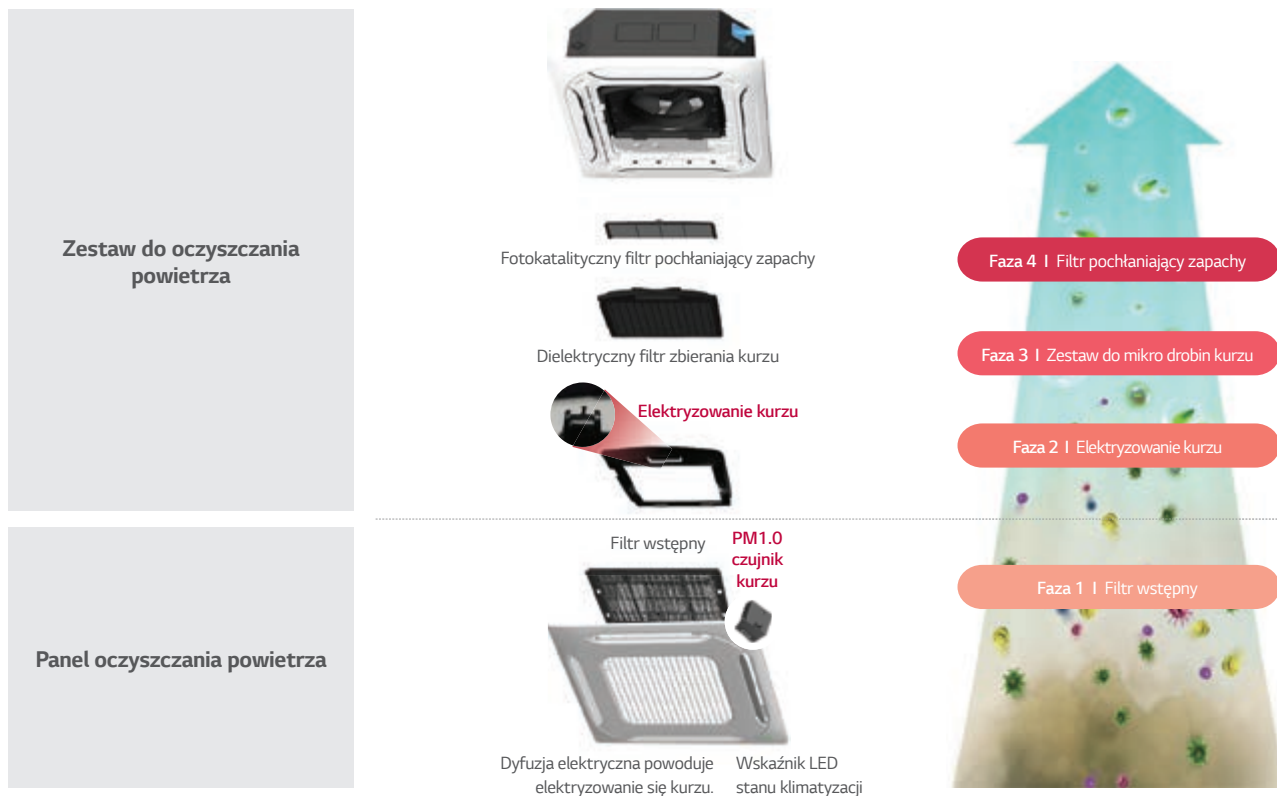 Zestaw do oczyszczania
powietrza
Fotokatalityczny filtr pochłaniający zapachy
Dielektryczny filtr zbierania kurzu
Elektryzowanie kurzu
Faza 4 I Filtr pochłaniający zapachy
Faza 3 I Zestaw do mikro drobin kurzu
Faza 2 I Elektryzowanie kurzu
Panel oczyszczania powietrza
Filtr wstępny
PM1.0
czujnik
kurzu
Dyfuzja elektryczna powoduje
elektryzowanie się kurzu.
Wskaźnik LED
stanu klimatyzacji
Faza 1 I Filtr wstępny